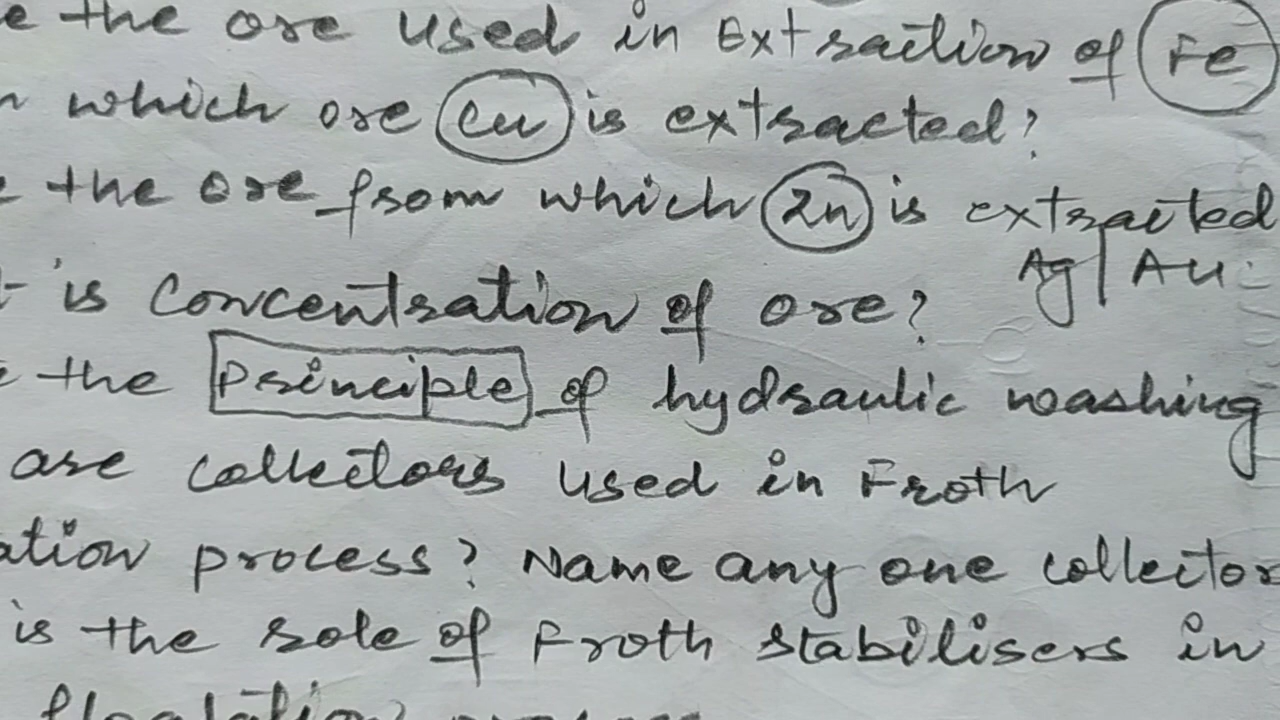 e the ore used in Extraction of Fe
n which ore Cu is extracted?
e the ore from which Zn is extracted
Ag | Au
t is Concentration of ore?
e the Principle of hydraulic washing
are collectors used in Froth
ation process? Name any one collector
is the role of Froth stabilisers in
floatation process